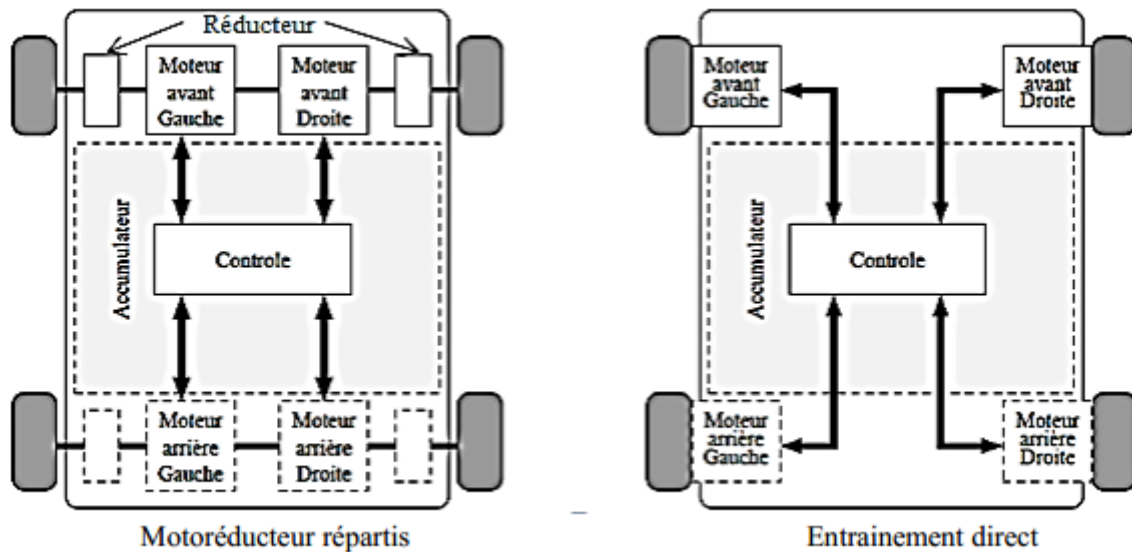 Réducteur
Moteur
avant
Gauche
Moteur
avant
Droite
Accumulateur
Controle
Moteur
arrière
Gauche
Moteur
arrière
Droite
Motoréducteur répartis
Moteur
avant
Gauche
Moteur
avant
Droite
Accumulateur
Controle
Moteur
arrière
Gauche
Moteur
arrière
Droite
Entrainement direct